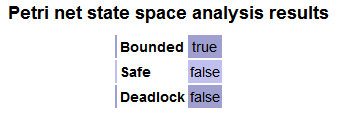 Petri net state space analysis results
Bounded true
Safe false
Deadlock false